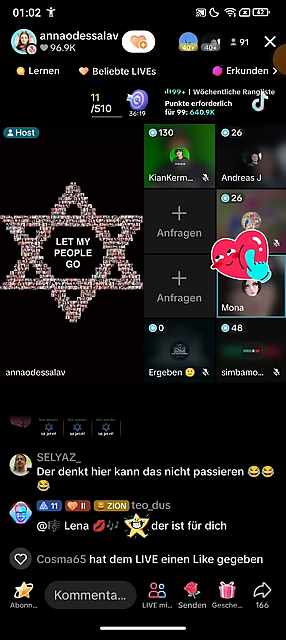 01:02
42
annaodessalav
96.9K
40+
40+
91
Lernen
Beliebte LIVEs
Erkunden
11
/510
36:19
99+ | Wöchentliche Rangliste
Punkte erforderlich
für 99: 640.9K
Host
LET MY
PEOPLE
GO
annaodessalav
130
KianKerm...
26
Andreas J
Anfragen
26
Anfragen
Mona
0
Ergeben
48
simbamo...
SELYAZ_
Der denkt hier kann das nicht passieren 😂😂
😂
11 II ZION teo_dus
@🎼 Lena 💋🎶 der ist für dich
Cosma65 hat dem LIVE einen Like gegeben
Abonn...
Kommenta...
LIVE mi...
Senden
Gesche...
166